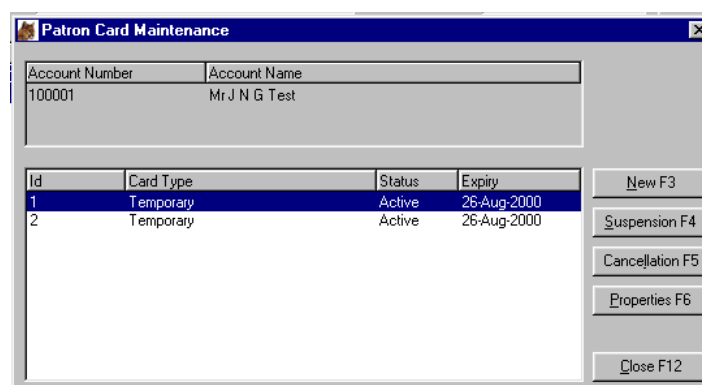 Patron Card Maintenance
Account Number Account Name
100001 Mr J N G Test
Id Card Type Status Expiry
1 Temporary Active 26-Aug-2000
2 Temporary Active 26-Aug-2000
New F3
Suspension F4
Cancellation F5
Properties F6
Close F12